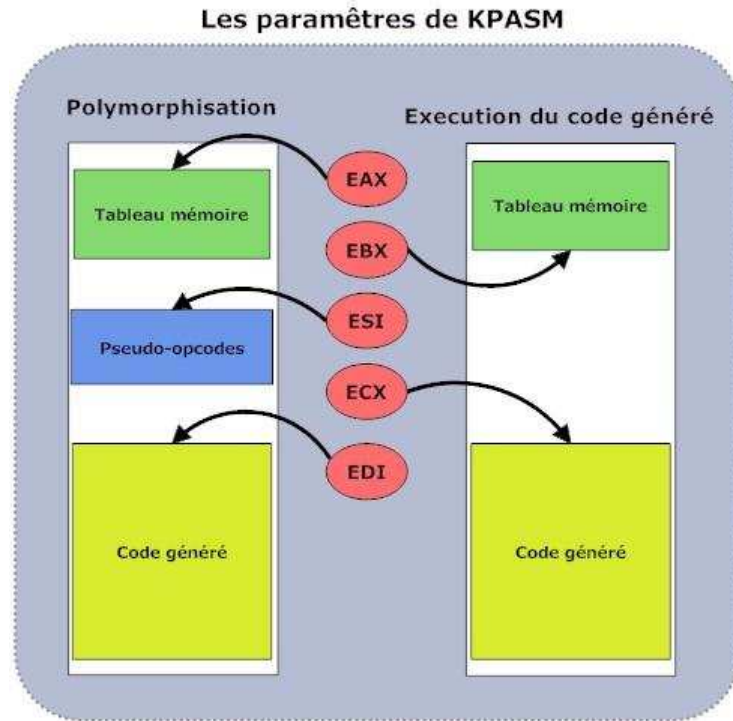 Les paramêtres de KPASM
Polymorphisation
Execution du code généré
EAX
Tableau mémoire
Tableau mémoire
EBX
ESI
Pseudo-opcodes
ECX
EDI
Code généré
Code généré